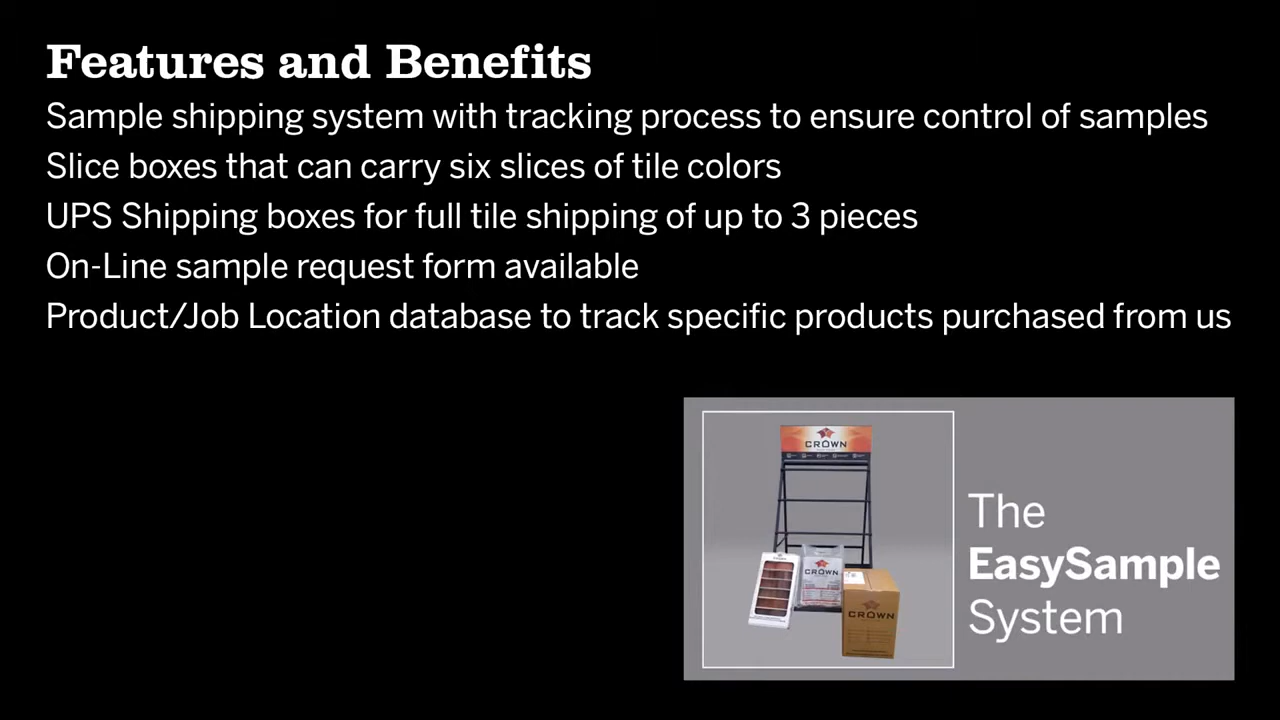 Features and Benefits
Sample shipping system with tracking process to ensure control of samples
Slice boxes that can carry six slices of tile colors
UPS Shipping boxes for full tile shipping of up to 3 pieces
On-Line sample request form available
Product/Job Location database to track specific products purchased from us
CROWN
CROWN
CROWN
The
EasySample
System